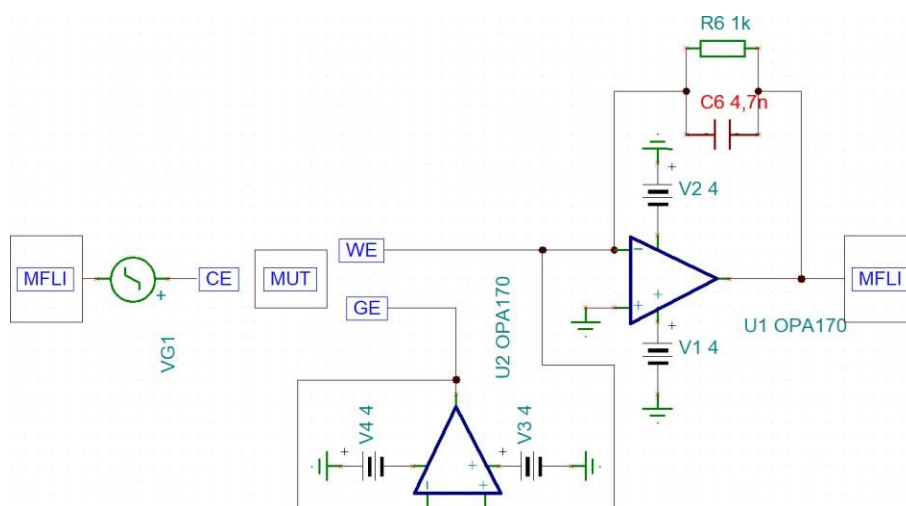 R6 1k
C6 4,7n
+
V2 4
WE
MFLI
CE
MUT
MFLI
GE
-
+
+
+
VG1
U2 OPA170
U1 OPA170
+
V1 4
V4 4
V3 4
+
+
+
-
+